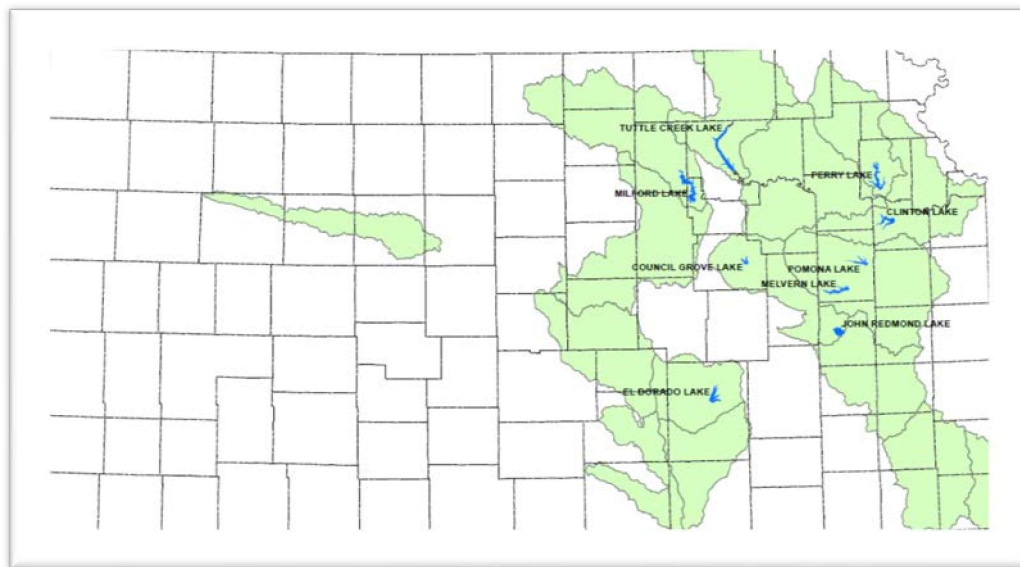 TUTTLE CREEK LAKE
PERRY LAKE
MILFORD LAKE
CLINTON LAKE
COUNCIL GROVE LAKE
POMONA LAKE
MELVERN LAKE
JOHN REDMOND LAKE
EL DORADO LAKE